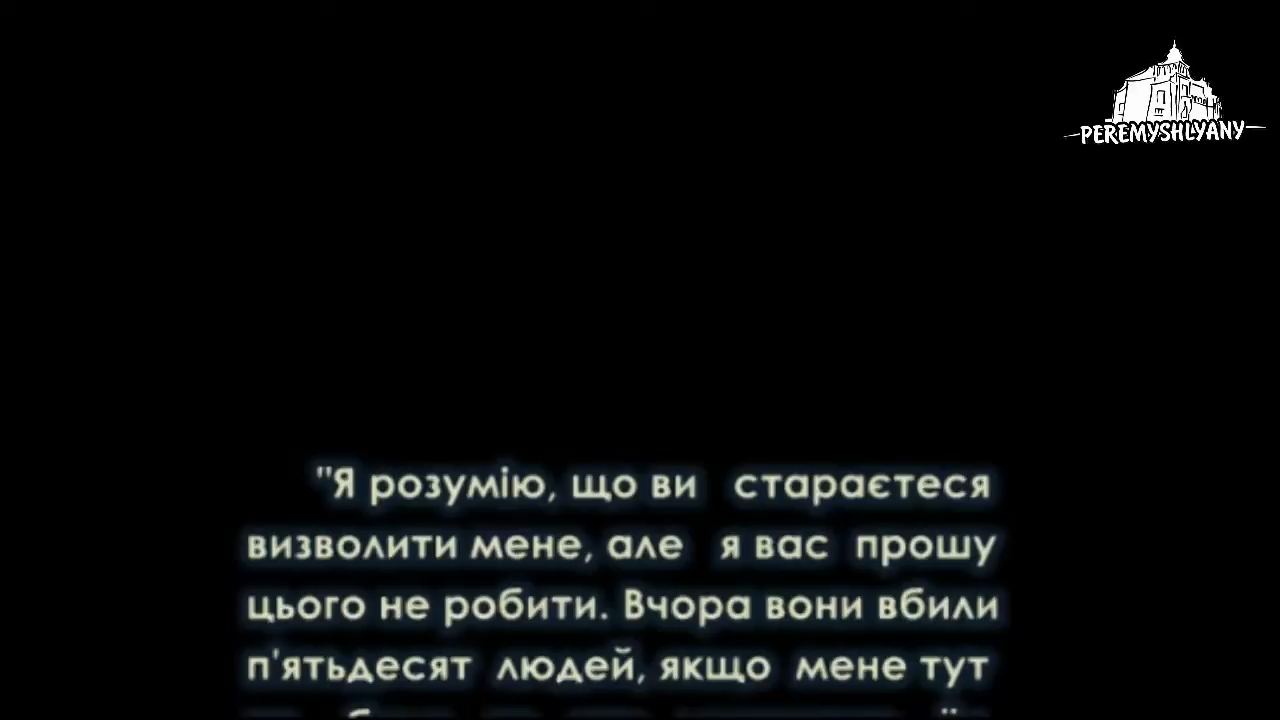 PEREMYSHLYANY
"Я розумію, що ви стараєтеся
визволити мене, але я вас прошу
цього не робити. Вчора вони вбили
п'ятьдесят людей, якщо мене тут